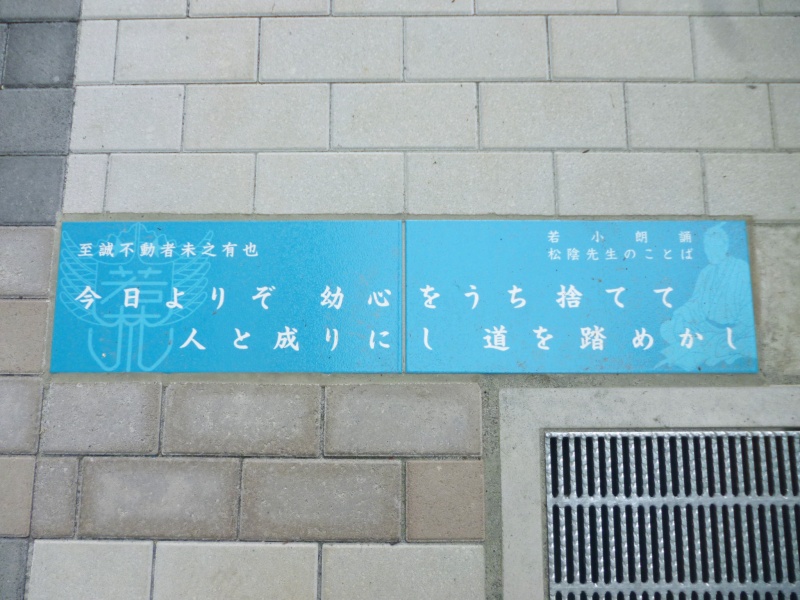 至誠不動者未之有也
若小朗誦
松陰先生のことば
今日よりぞ 幼心をうち捨てて
人と成りにし 道を踏めかし